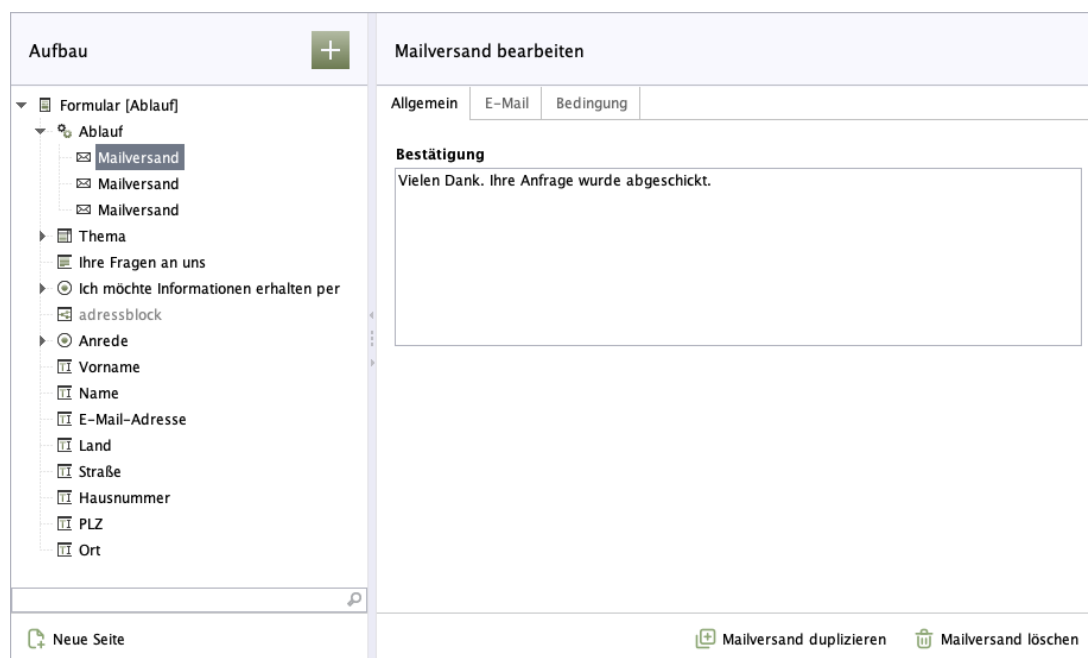 Aufbau
Formular [Ablauf]
Ablauf
Mailversand
Mailversand
Mailversand
Thema
Ihre Fragen an uns
Ich möchte Informationen erhalten per
adressblock
Anrede
Vorname
Name
E-Mail-Adresse
Land
Straße
Hausnummer
PLZ
Ort
Neue Seite
Mailversand bearbeiten
Allgemein E-Mail Bedingung
Bestätigung
Vielen Dank. Ihre Anfrage wurde abgeschickt.
Mailversand duplizieren Mailversand löschen